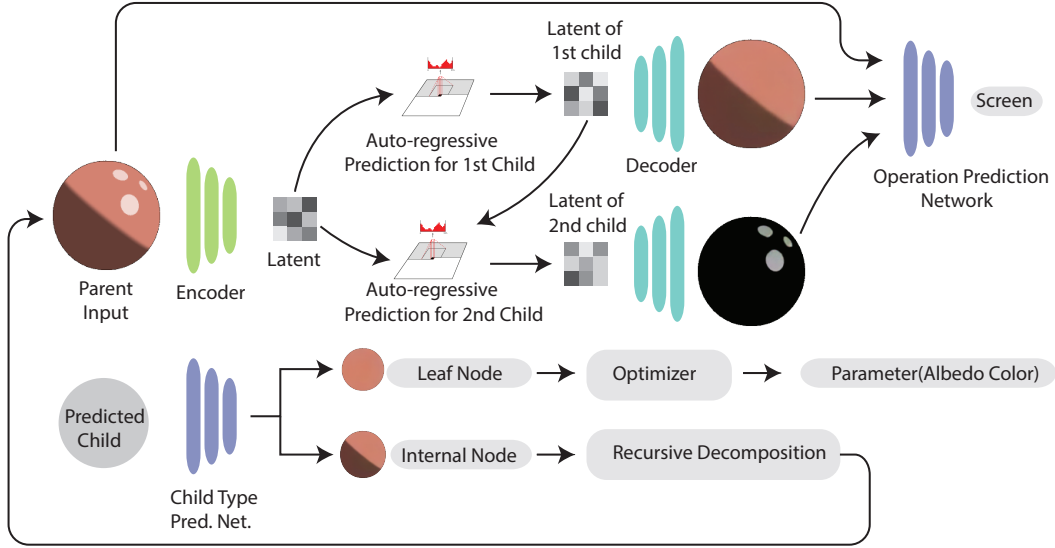 Latent of
1st child
Auto-regressive
Prediction for 1st Child
Decoder
Screen
Operation Prediction
Network
Parent
Input
Encoder
Latent
Latent of
2nd child
Auto-regressive
Prediction for 2nd Child
Predicted
Child
Child Type
Pred. Net.
Leaf Node
Optimizer
Parameter(Albedo Color)
Internal Node
Recursive Decomposition